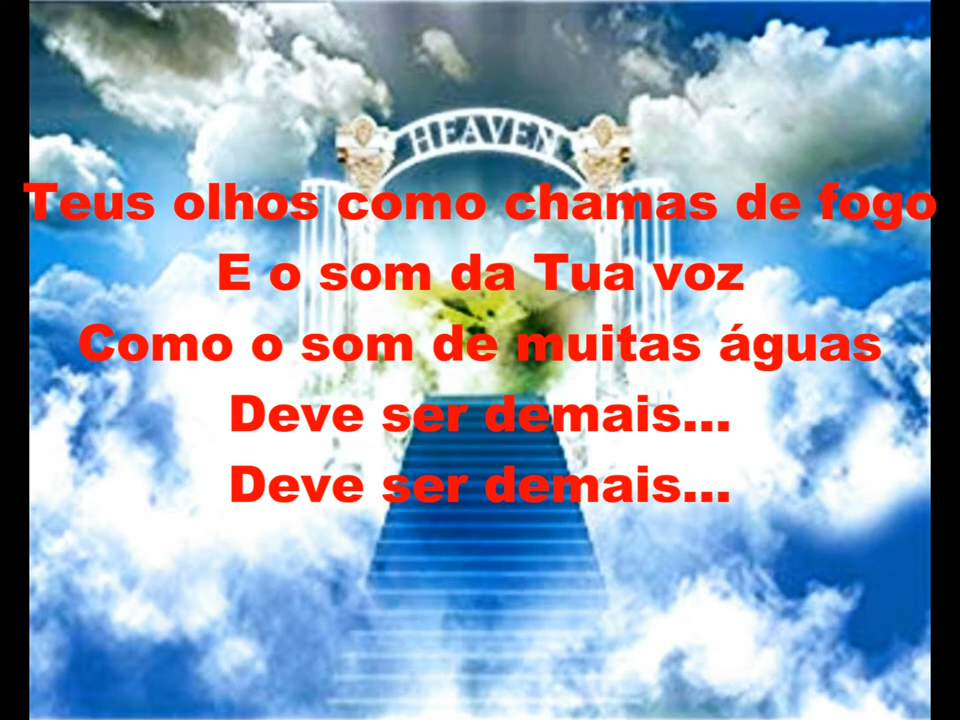 HEAVEN
Teus olhos como chamas de fogo
E o som da Tua voz
Como o som de muitas águas
Deve ser demais...
Deve ser demais...